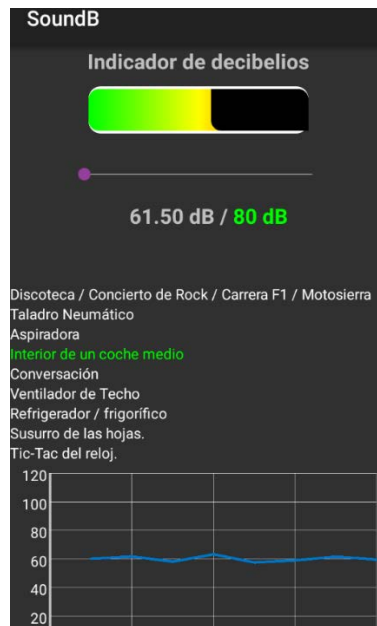 SoundB
Indicador de decibelios
61.50 dB / 80 dB
Discoteca / Concierto de Rock / Carrera F1 / Motosierra
Taladro Neumático
Aspiradora
Interior de un coche medio
Conversación
Ventilador de Techo
Refrigerador / frigorífico
Susurro de las hojas.
Tic-Tac del reloj.
120
100
80
60
40
20